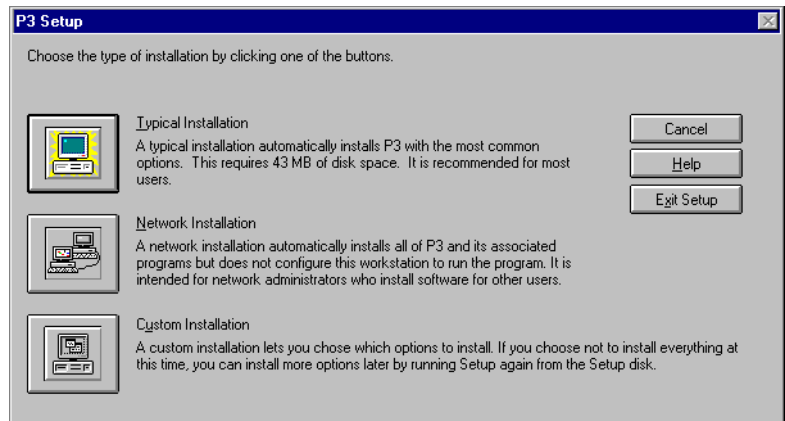 P3 Setup
Choose the type of installation by clicking one of the buttons.
Typical Installation
A typical installation automatically installs P3 with the most common
options. This requires 43 MB of disk space. It is recommended for most
users.
Cancel
Help
Exit Setup
Network Installation
A network installation automatically installs all of P3 and its associated
programs but does not configure this workstation to run the program. It is
intended for network administrators who install software for other users.
Custom Installation
A custom installation lets you chose which options to install. If you choose not to install everything at
this time, you can install more options later by running Setup again from the Setup disk.